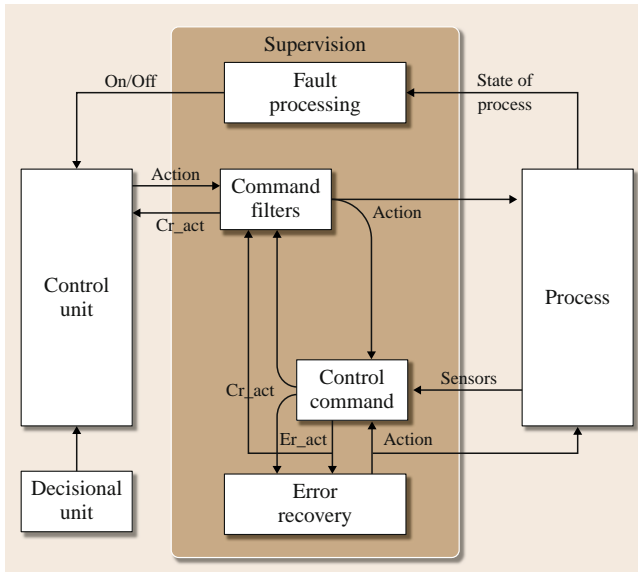 Supervision
On/Off
Fault
processing
State of
process
Action
Command
filters
Action
Cr_act
Control
unit
Process
Control
command
Sensors
Cr_act
Er_act
Action
Decisional
unit
Error
recovery